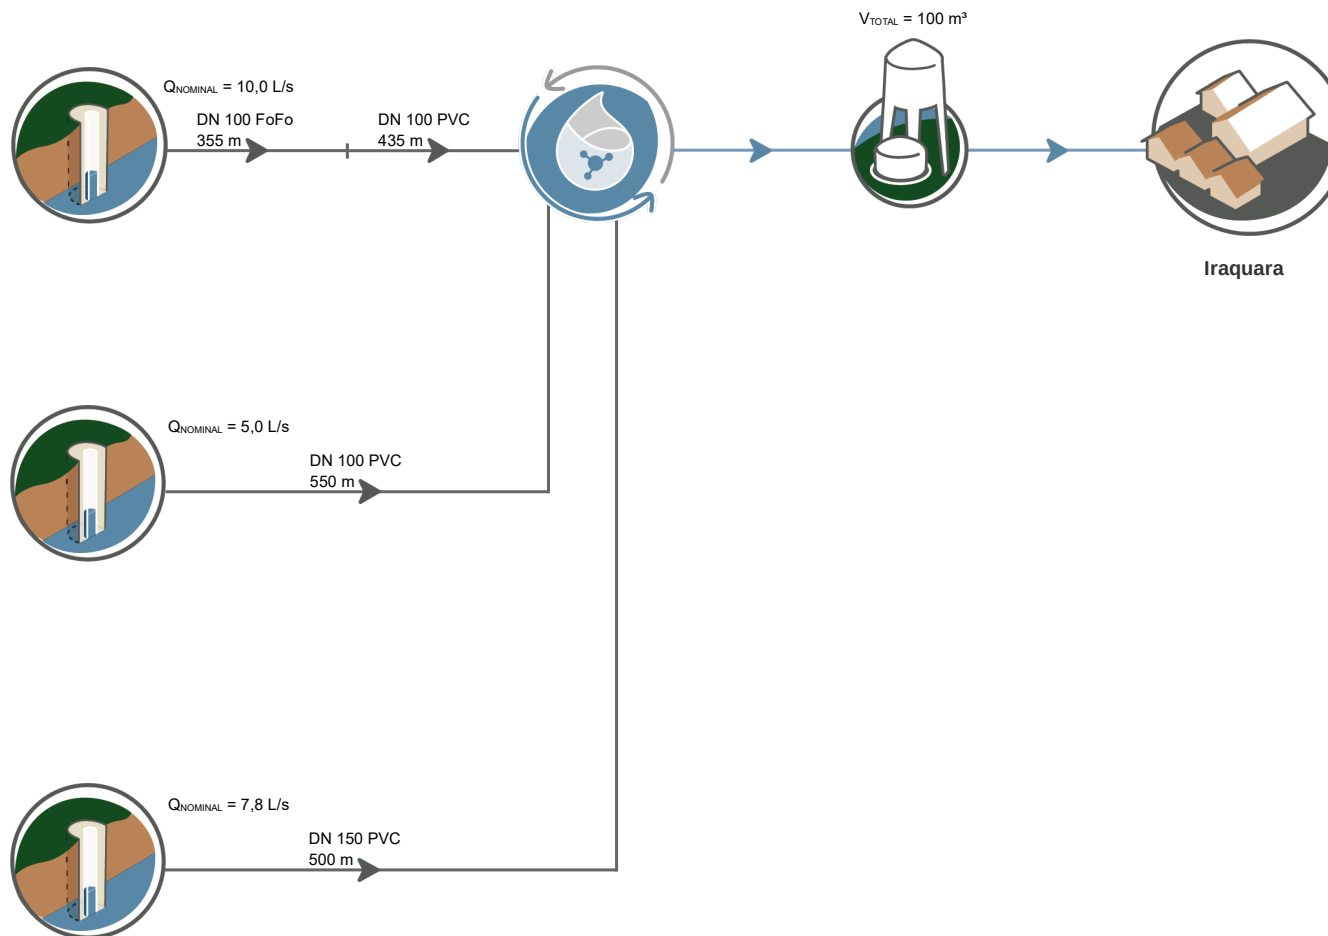 V_TOTAL = 100 m³
Q_NOMINAL = 10,0 L/s
DN 100 FoFo
355 m
DN 100 PVC
435 m
Iraquara
Q_NOMINAL = 5,0 L/s
DN 100 PVC
550 m
Q_NOMINAL = 7,8 L/s
DN 150 PVC
500 m